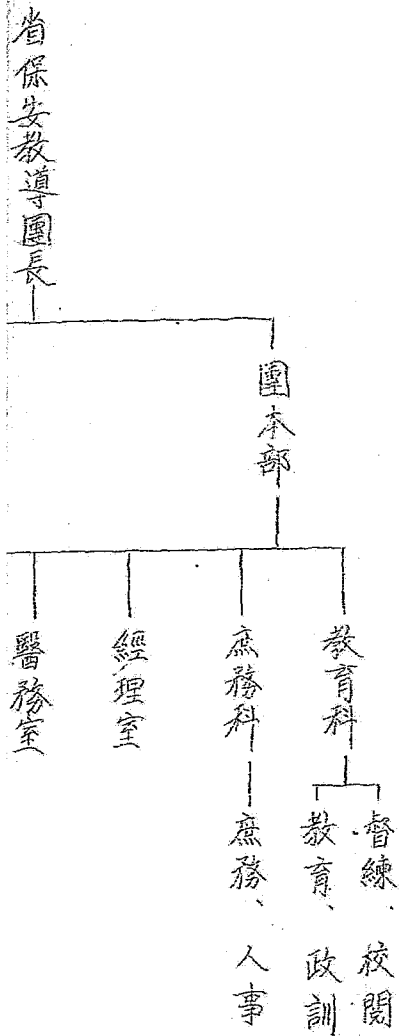 省保安教導團長
團本部
教育科
督練、校閱
教育、政訓
庶務科
庶務、人事
經理室
醫務室